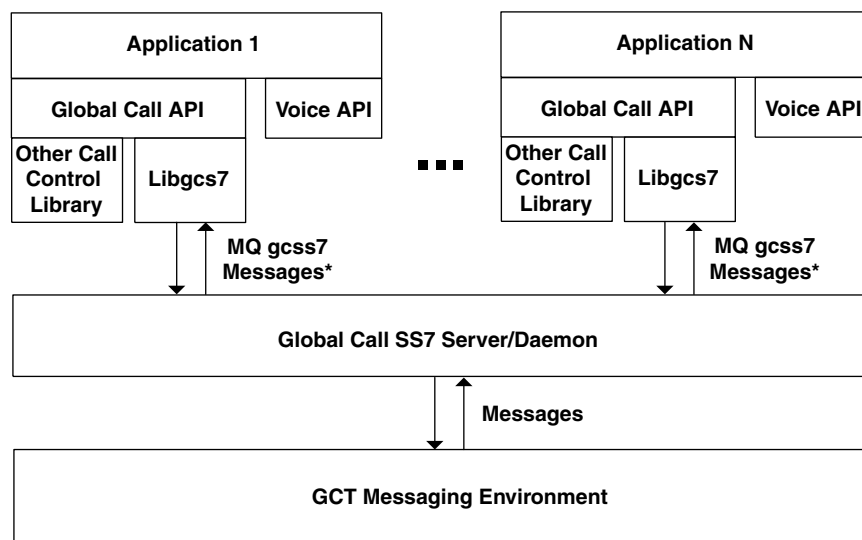 Application 1
Global Call API
Voice API
Other Call
Control
Library
Libgcs7
MQ gcss7
Messages*
Application N
Global Call API
Voice API
Other Call
Control
Library
Libgcs7
MQ gcss7
Messages*
Global Call SS7 Server/Daemon
Messages
GCT Messaging Environment